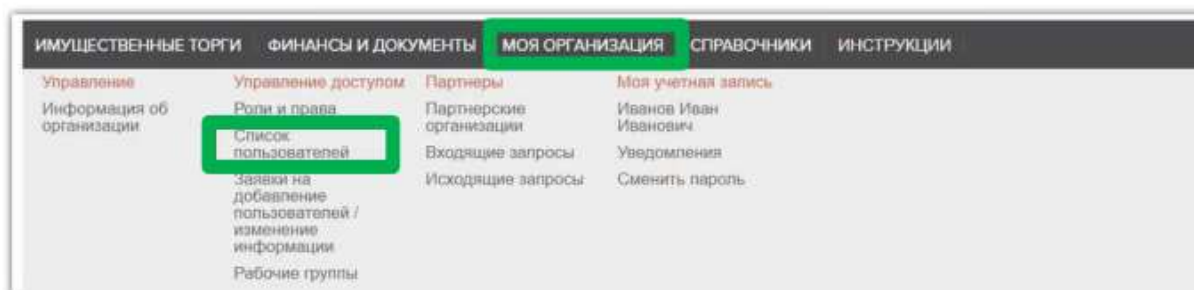 ИМУЩЕСТВЕННЫЕ ТОРГИ ФИНАНСЫ И ДОКУМЕНТЫ МОЯ ОРГАНИЗАЦИЯ СПРАВОЧНИКИ ИНСТРУКЦИИ
Управление
Информация об
организации
Управление доступом
Роли и права
Список
пользователей
Заявки на
добавление
пользователей /
изменение
информации
Рабочие группы
Партнеры
Партнерские
организации
Входящие запросы
Исходящие запросы
Моя учетная запись
Иванов Иван
Иванович
Уведомления
Сменить пароль